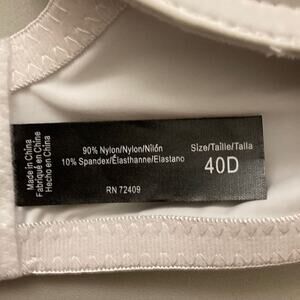 Made in China
Fabriqué en Chine
Hecho en China
90% Nylon/Nylon/Nilón
10% Spandex/Élasthanne/Elastano
RN 72409
Size/Taille/Talla
40D